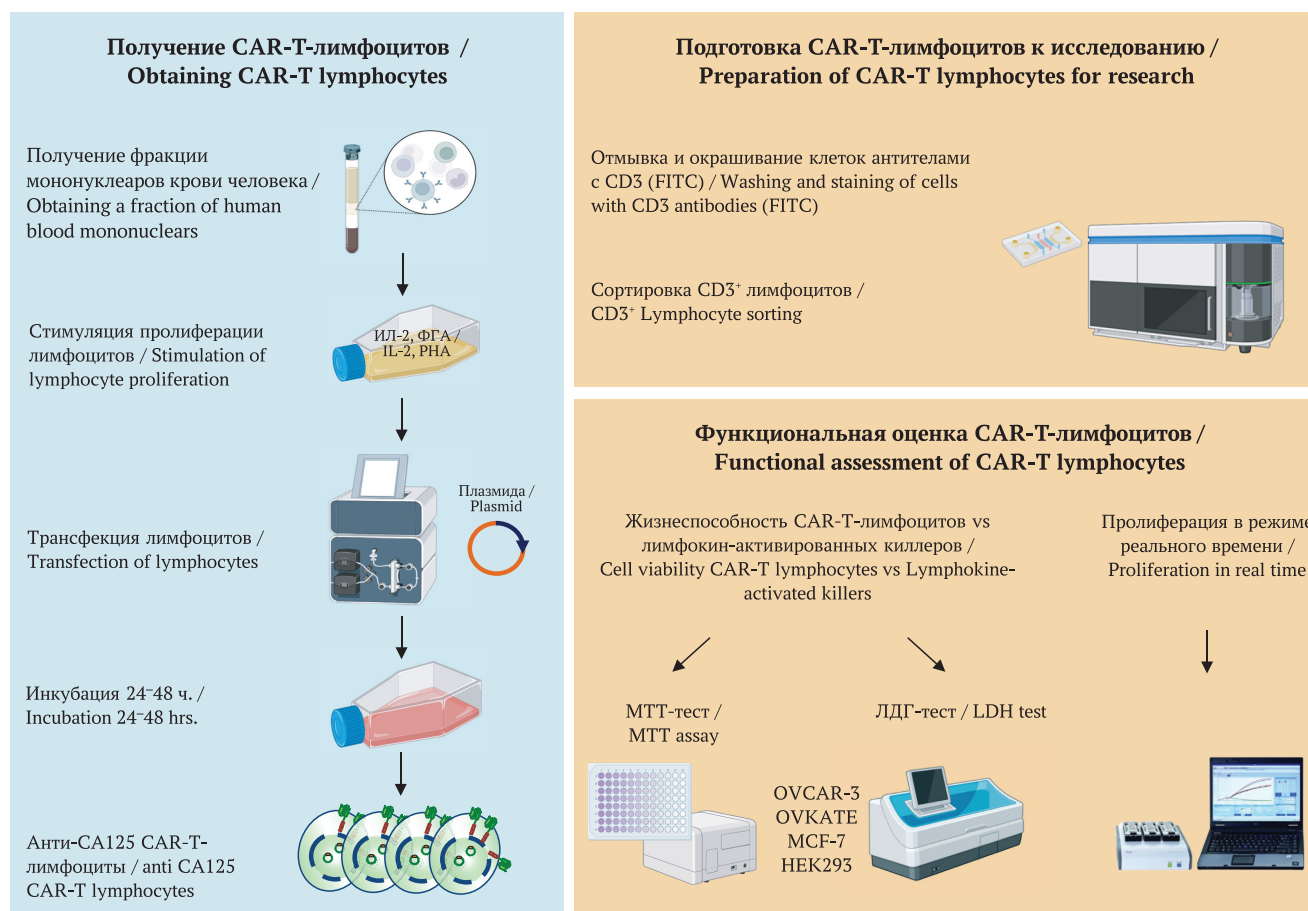 Получение CAR-T-лимфоцитов /
Obtaining CAR-T lymphocytes
Получение фракции
мононуклеаров крови человека /
Obtaining a fraction of human
blood mononuclears
Стимуляция пролиферации
лимфоцитов / Stimulation of
lymphocyte proliferation
ИЛ-2, ФГА /
IL-2, PHA
Трансфекция лимфоцитов /
Transfection of lymphocytes
Плазмида /
Plasmid
Инкубация 24–48 ч. /
Incubation 24–48 hrs.
Анти-CA125 CAR-T-
лимфоциты / anti CA125
CAR-T lymphocytes
Подготовка CAR-T-лимфоцитов к исследованию /
Preparation of CAR-T lymphocytes for research
Отмывка и окрашивание клеток антителами
с CD3 (FITC) / Washing and staining of cells
with CD3 antibodies (FITC)
Сортировка CD3⁺ лимфоцитов /
CD3⁺ Lymphocyte sorting
Функциональная оценка CAR-T-лимфоцитов /
Functional assessment of CAR-T lymphocytes
Жизнеспособность CAR-T-лимфоцитов vs
лимфокин-активированных киллеров /
Cell viability CAR-T lymphocytes vs Lymphokine-
activated killers
Пролиферация в режиме
реального времени /
Proliferation in real time
МТТ-тест /
MTT assay
ЛДГ-тест / LDH test
OVCAR-3
OVKATE
MCF-7
HEK293